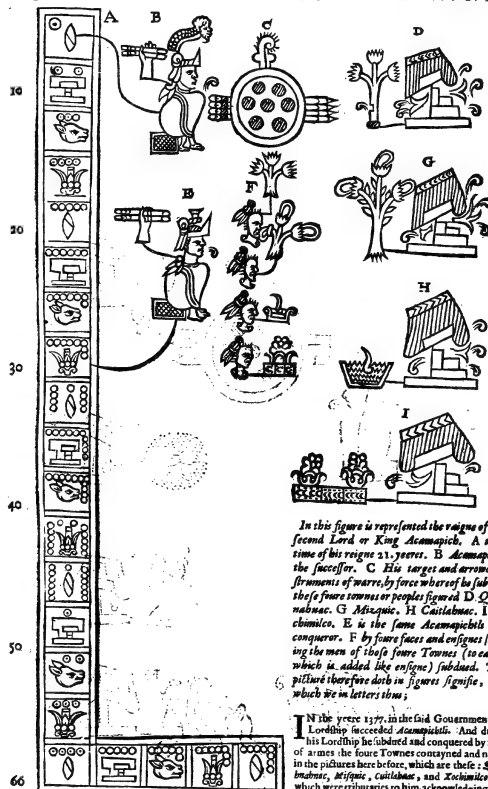 A B C D
10
G
20
E F
H
30
I
40
50
66
In this figure is repreſented the raigne of
ſecond Lord or King Acamapich. A
time of his reigne 21. yeeres. B Acamap
the ſucceſſor. C His target and arrowe
ſtruments of warre, by force whereof he ſub
theſe foure townes or peoples figured D. Q
nahuac. G Mizquic. H Caitlahuac. I
chimilco. E is the ſame Acamapichtli
conqueror. F by foure faces and enſignes
ing the men of thoſe foure Townes (to ea
which is added like enſigne) ſubdued.
picture therefore doth in figures ſignifie,
which we in letters thus;
IN the yeere 1377. in the ſaid Gouernmen
Lordſhip ſucceeded Acamapichtli. And d
his Lordſhip he ſubdued and conquered by
of armes the foure Townes contayned and n
in the pictures here before, which are theſe:
huahuac, Miſquic, Cuitlahuac, and Xochimilco
which were tributaries to him acknowledging